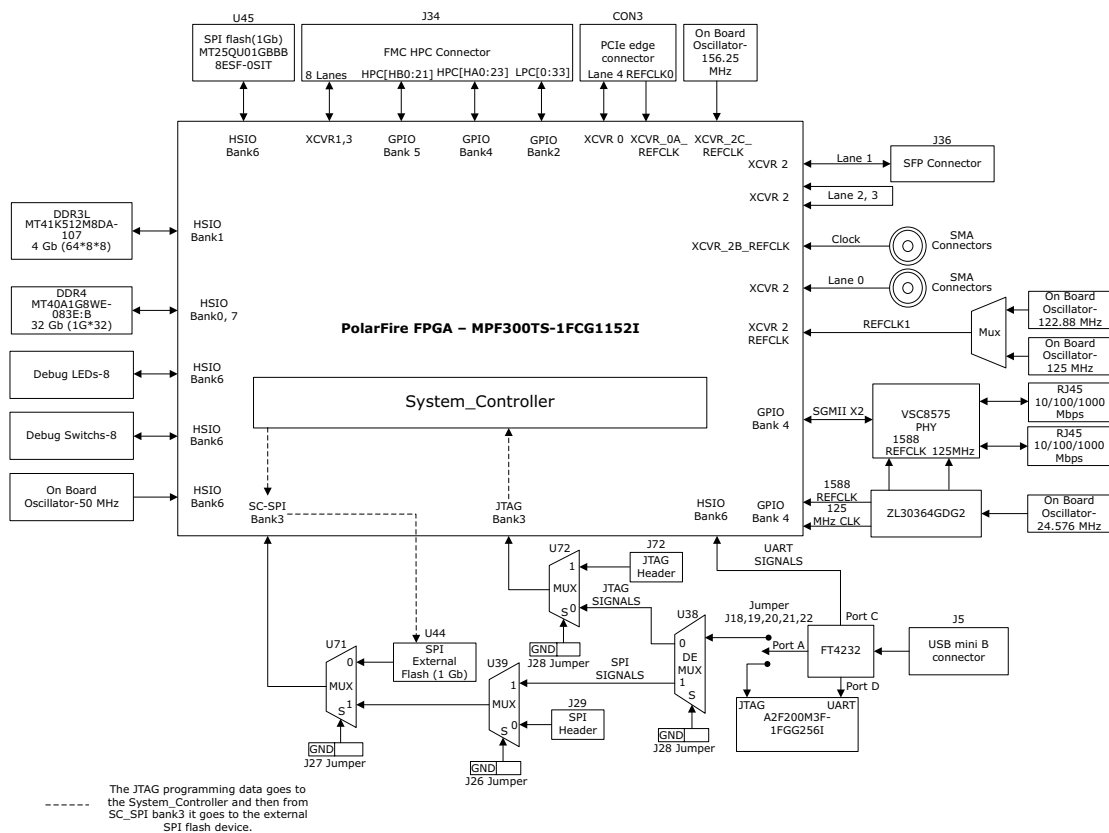 U45
SPI flash(1Gb)
MT25QU01GBBB
8ESF-0SIT
J34
FMC HPC Connector
8 Lanes
HPC[HB0:21]
HPC[HA0:23]
LPC[0:33]
CON3
PCIe edge
connector
Lane 4 REFCLK0
On Board
Oscillator-
156.25
MHz
HSIO
Bank6
XCVR1,3
GPIO
Bank 5
GPIO
Bank4
GPIO
Bank2
XCVR 0
XCVR_0A_
REFCLK
XCVR_2C_
REFCLK
XCVR 2
Lane 1
J36
SFP Connector
XCVR 2
Lane 2, 3
DDR3L
MT41K512M8DA-
107
4 Gb (64*8*8)
HSIO
Bank1
XCVR_2B_REFCLK
Clock
SMA
Connectors
XCVR 2
Lane 0
SMA
Connectors
DDR4
MT40A1G8WE-
083E:B
32 Gb (1G*32)
HSIO
Bank0, 7
PolarFire FPGA – MPF300TS-1FCG1152I
XCVR 2
REFCLK
REFCLK1
Mux
On Board
Oscillator-
122.88 MHz
On Board
Oscillator-
125 MHz
Debug LEDs-8
HSIO
Bank6
System_Controller
Debug Switchs-8
HSIO
Bank6
GPIO
Bank 4
SGMII X2
VSC8575
PHY
1588
REFCLK 125MHz
RJ45
10/100/1000
Mbps
RJ45
10/100/1000
Mbps
On Board
Oscillator-50 MHz
HSIO
Bank6
SC-SPI
Bank3
JTAG
Bank3
HSIO
Bank6
GPIO
Bank 4
1588
REFCLK
125
MHz CLK
ZL30364GDG2
On Board
Oscillator-
24.576 MHz
U72
1
MUX
S
0
J72
JTAG
Header
JTAG
SIGNALS
GND
J28 Jumper
UART
SIGNALS
U38
0
DE
MUX
1
S
GND
J28 Jumper
Jumper
J18,19,20,21,22
Port A
Port C
FT4232
Port D
J5
USB mini B
connector
JTAG
UART
A2F200M3F-
1FGG256I
U71
0
MUX
S
1
GND
J27 Jumper
U44
SPI
External
Flash (1 Gb)
U39
1
MUX
S
0
GND
J26 Jumper
SPI
SIGNALS
J29
SPI
Header
The JTAG programming data goes to
the System_Controller and then from
SC_SPI bank3 it goes to the external
SPI flash device.